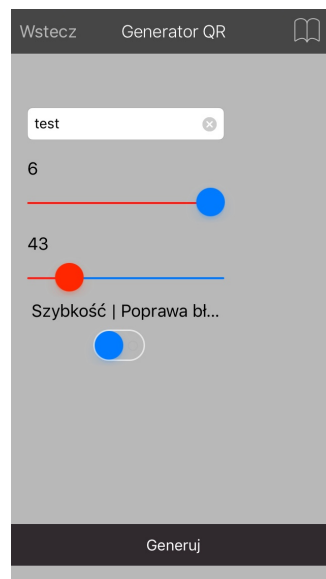 Wstecz Generator QR
test
6
43
Szybkość | Poprawa bł...
Generuj